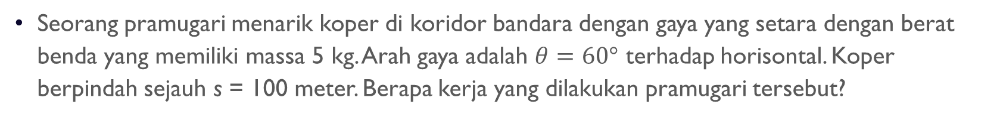 • Seorang pramugari menarik koper di koridor bandara dengan gaya yang setara dengan berat
benda yang memiliki massa 5 kg. Arah gaya adalah θ = 60° terhadap horisontal. Koper
berpindah sejauh s = 100 meter. Berapa kerja yang dilakukan pramugari tersebut?